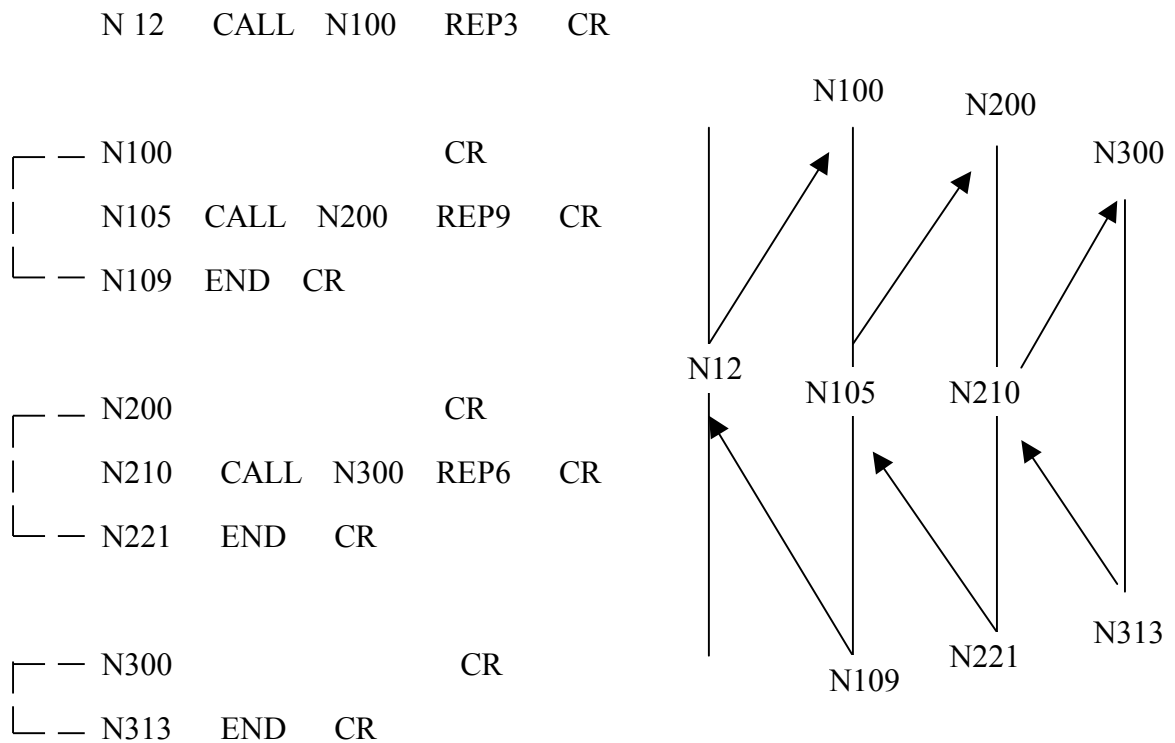 N 12 CALL N100 REP3 CR
N100 CR
N105 CALL N200 REP9 CR
N109 END CR
N200 CR
N210 CALL N300 REP6 CR
N221 END CR
N300 CR
N313 END CR
N100
N200
N300
N12
N105
N210
N313
N221
N109